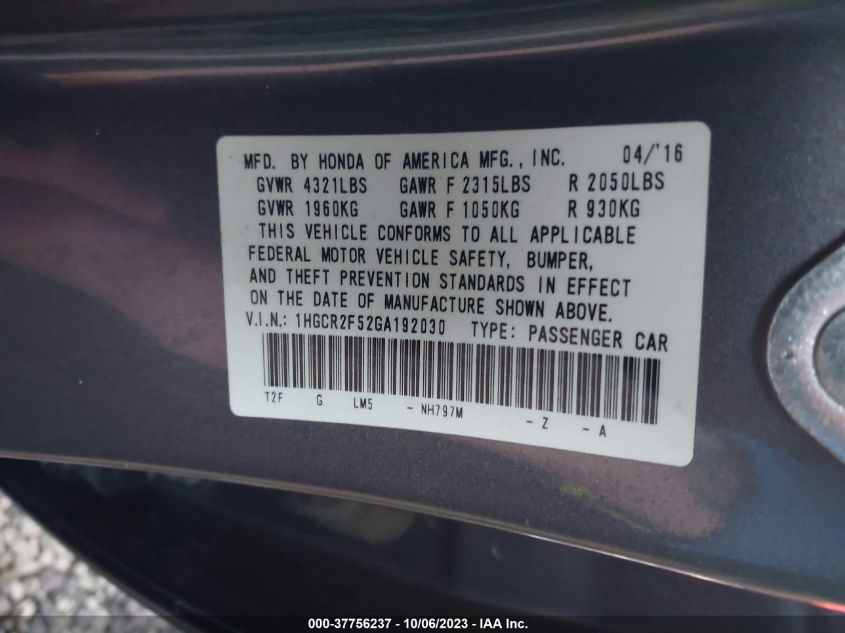 MFD. BY HONDA OF AMERICA MFG., INC. 04/'16
GVWR 4321LBS GAWR F 2315LBS R 2050LBS
GVWR 1960KG GAWR F 1050KG R 930KG
THIS VEHICLE CONFORMS TO ALL APPLICABLE
FEDERAL MOTOR VEHICLE SAFETY, BUMPER,
AND THEFT PREVENTION STANDARDS IN EFFECT
ON THE DATE OF MANUFACTURE SHOWN ABOVE.
V.I.N.: 1HGCR2F52GA192030 TYPE: PASSENGER CAR
T2F G LM5 - NH797M - Z - A
000-37756237 - 10/06/2023 - IAA Inc.